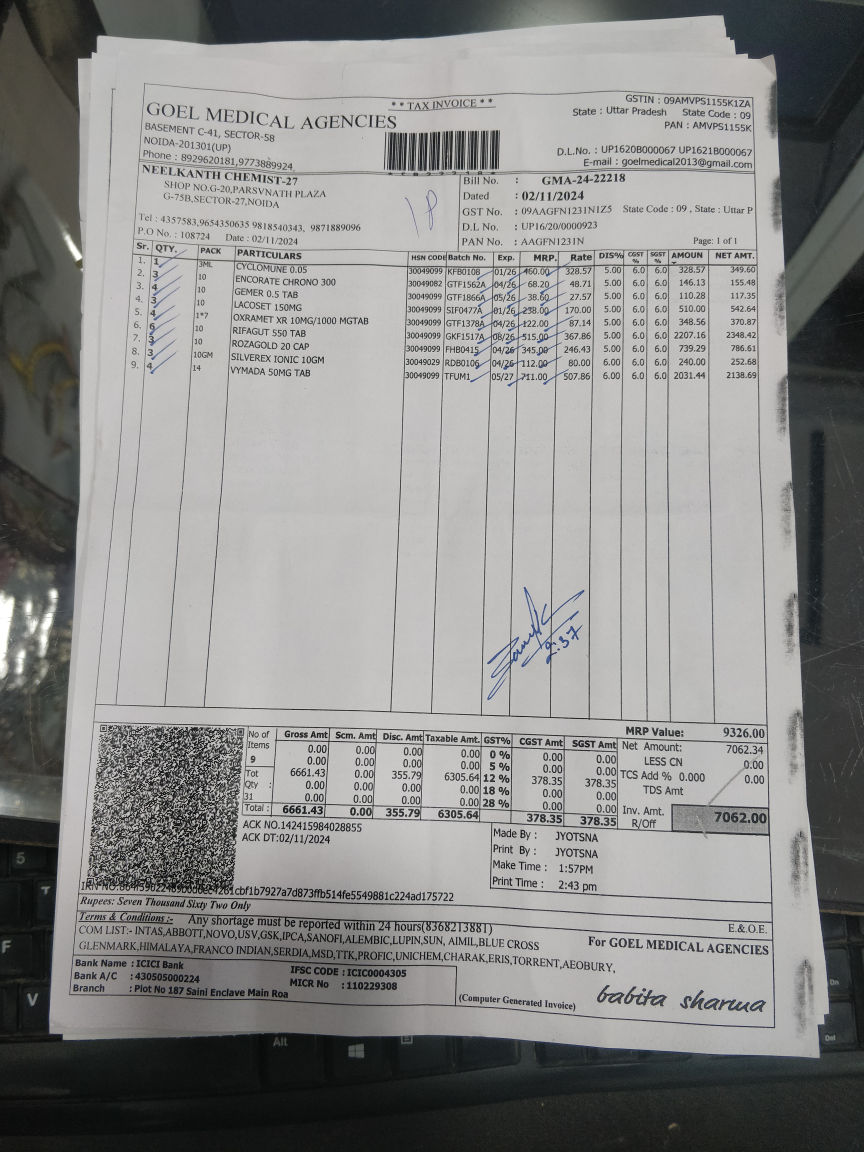 ** TAX INVOICE **
GOEL MEDICAL AGENCIES
BASEMENT C-41, SECTOR-58
NOIDA-201301(UP)
Phone : 8929620181,9773889924
GSTIN : 09AMVPS1155K1ZA
State : Uttar Pradesh State Code : 09
PAN : AMVPS1155K
D.L.No. : UP1620B000067 UP1621B000067
E-mail : goelmedical2013@gmail.com
NEELKANTH CHEMIST-27
SHOP NO.G-20,PARSVNATH PLAZA
G-75B,SECTOR-27,NOIDA
Tel : 4357583,9654350635 9818540343, 9871889096
P.O No. : 108724 Date : 02/11/2024
Bill No. : GMA-24-22218
Dated : 02/11/2024
GST No. : 09AAGFN1231N1Z5 State Code : 09 , State : Uttar P
D.L No. : UP16/20/0000923
PAN No. : AAGFN1231N Page: 1 of 1
Sr. QTY. PACK PARTICULARS HSN CODE Batch No. Exp. MRP. Rate DIS% CGST % SGST % AMOUN NET AMT.
1. 1 3ML CYCLOMUNE 0.05 30049099 KFB0108 01/26 460.00 328.57 5.00 6.0 6.0 328.57 349.60
2. 3 10 ENCORATE CHRONO 300 30049082 GTF1562A 04/26 68.20 48.71 5.00 6.0 6.0 146.13 155.48
3. 4 10 GEMER 0.5 TAB 30049099 GTF1866A 05/26 38.60 27.57 5.00 6.0 6.0 110.28 117.35
4. 3 10 LACOSET 150MG 30049099 SIF0477A 01/26 238.00 170.00 5.00 6.0 6.0 510.00 542.64
5. 4 1*7 OXRAMET XR 10MG/1000 MGTAB 30049099 GTF1378A 04/26 122.00 87.14 5.00 6.0 6.0 348.56 370.87
6. 6 10 RIFAGUT 550 TAB 30049099 GKF1517A 08/26 515.00 367.86 5.00 6.0 6.0 2207.16 2348.42
7. 3 10 ROZAGOLD 20 CAP 30049099 FHB0415 04/26 345.00 246.43 5.00 6.0 6.0 739.29 786.61
8. 3 10GM SILVEREX IONIC 10GM 30049029 RDB0106 04/26 112.00 80.00 6.00 6.0 6.0 240.00 252.68
9. 4 14 VYMADA 50MG TAB 30049099 TFUM1 05/27 711.00 507.86 6.00 6.0 6.0 2031.44 2138.69
2:37
No of Items 9
Tot Qty : 31
Gross Amt Scm. Amt Disc. Amt Taxable Amt. GST% CGST Amt SGST Amt
0.00 0.00 0.00 0.00 0 % 0.00 0.00
0.00 0.00 0.00 0.00 5 % 0.00 0.00
6661.43 0.00 355.79 6305.64 12 % 378.35 378.35
0.00 0.00 0.00 0.00 18 % 0.00 0.00
0.00 0.00 0.00 0.00 28 % 0.00 0.00
Total : 6661.43 0.00 355.79 6305.64 378.35 378.35
MRP Value: 9326.00
Net Amount: 7062.34
LESS CN 0.00
TCS Add % 0.000 0.00
TDS Amt
Inv. Amt. R/Off 7062.00
ACK NO.142415984028855
ACK DT:02/11/2024
Made By : JYOTSNA
Print By : JYOTSNA
Make Time : 1:57PM
Print Time : 2:43 pm
Rupees: Seven Thousand Sixty Two Only
Terms & Conditions :- Any shortage must be reported within 24 hours(8368213881) E.&.O.E.
COM LIST:- INTAS,ABBOTT,NOVO,USV,GSK,IPCA,SANOFI,ALEMBIC,LUPIN,SUN, AIMIL,BLUE CROSS
GLENMARK,HIMALAYA,FRANCO INDIAN,SERDIA,MSD,TTK,PROFIC,UNICHEM,CHARAK,ERIS,TORRENT,AEOBURY,
For GOEL MEDICAL AGENCIES
Bank Name : ICICI Bank
Bank A/C : 430505000224
Branch : Plot No 187 Saini Enclave Main Roa
IFSC CODE : ICIC0004305
MICR No : 110229308
(Computer Generated Invoice)
babita sharma
5
T
F
V
Alt